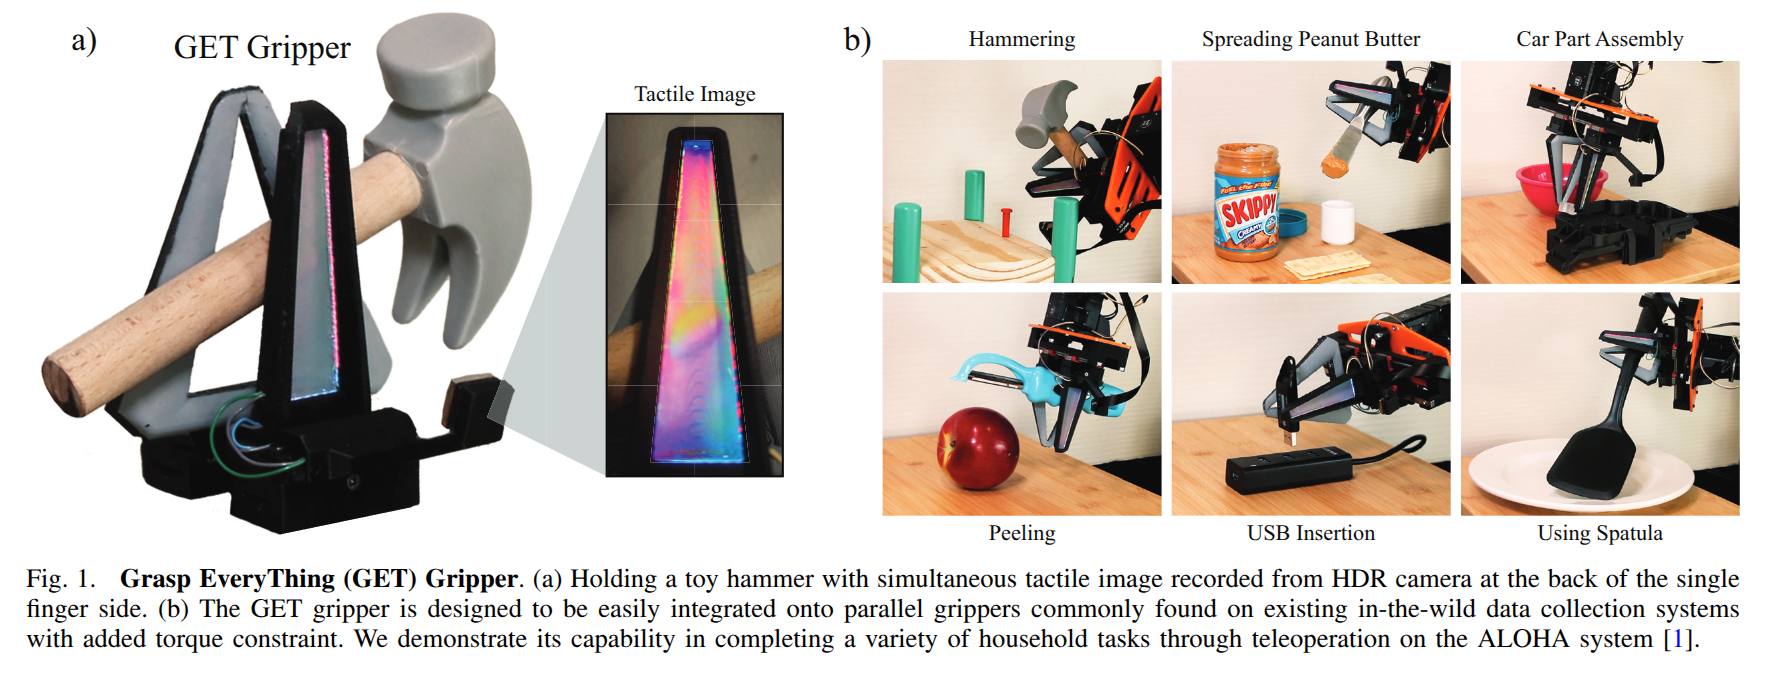 a)
GET Gripper
Tactile Image
b)
Hammering
Spreading Peanut Butter
Car Part Assembly
FUEL the FUN!
SKIPPY
CREAMY
Peeling
USB Insertion
Using Spatula
Fig. 1. Grasp EveryThing (GET) Gripper. (a) Holding a toy hammer with simultaneous tactile image recorded from HDR camera at the back of the single
finger side. (b) The GET gripper is designed to be easily integrated onto parallel grippers commonly found on existing in-the-wild data collection systems
with added torque constraint. We demonstrate its capability in completing a variety of household tasks through teleoperation on the ALOHA system [1].